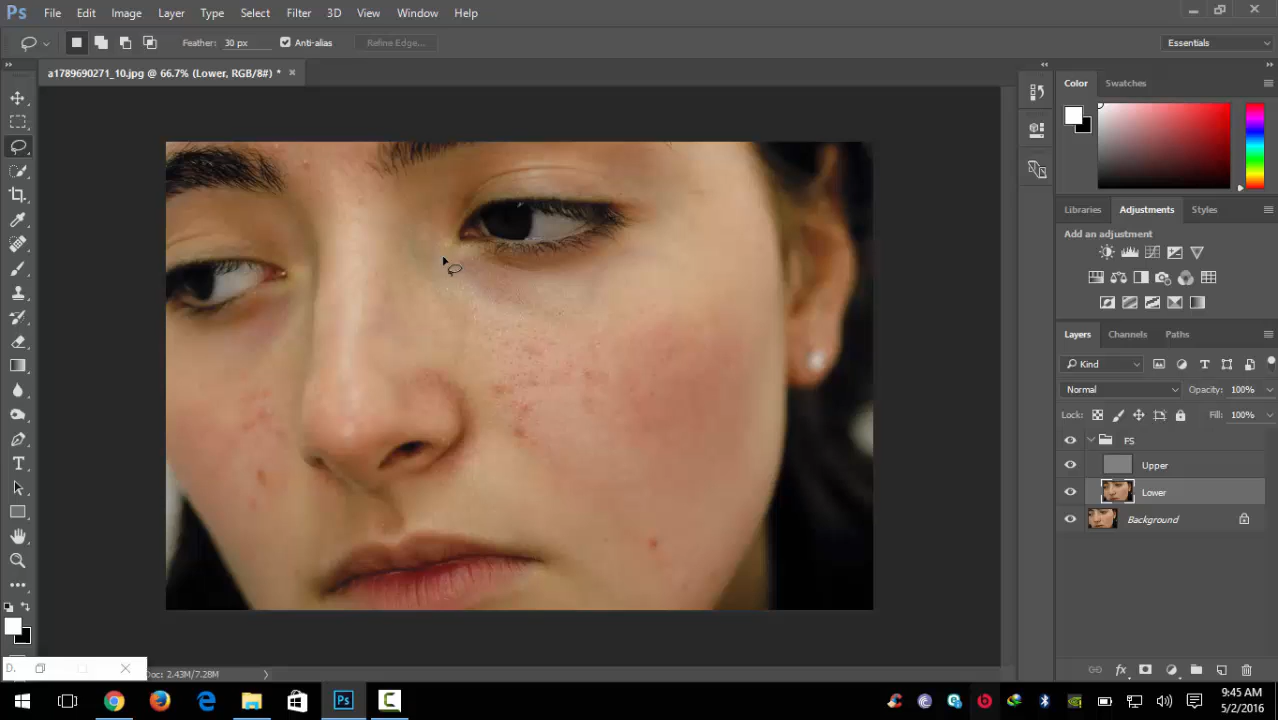 Ps File Edit Image Layer Type Select Filter 3D View Window Help
Feather: 30 px Anti-alias Refine Edge... Essentials
a1789690271_10.jpg @ 66.7% (Lower, RGB/8#) * ×
Color Swatches
Libraries Adjustments Styles
Add an adjustment
Layers Channels Paths
Kind
Normal Opacity: 100%
Lock: Fill: 100%
FS
Upper
Lower
Background
D.
Doc: 2.43M/7.28M
Ps
9:45 AM
5/2/2016